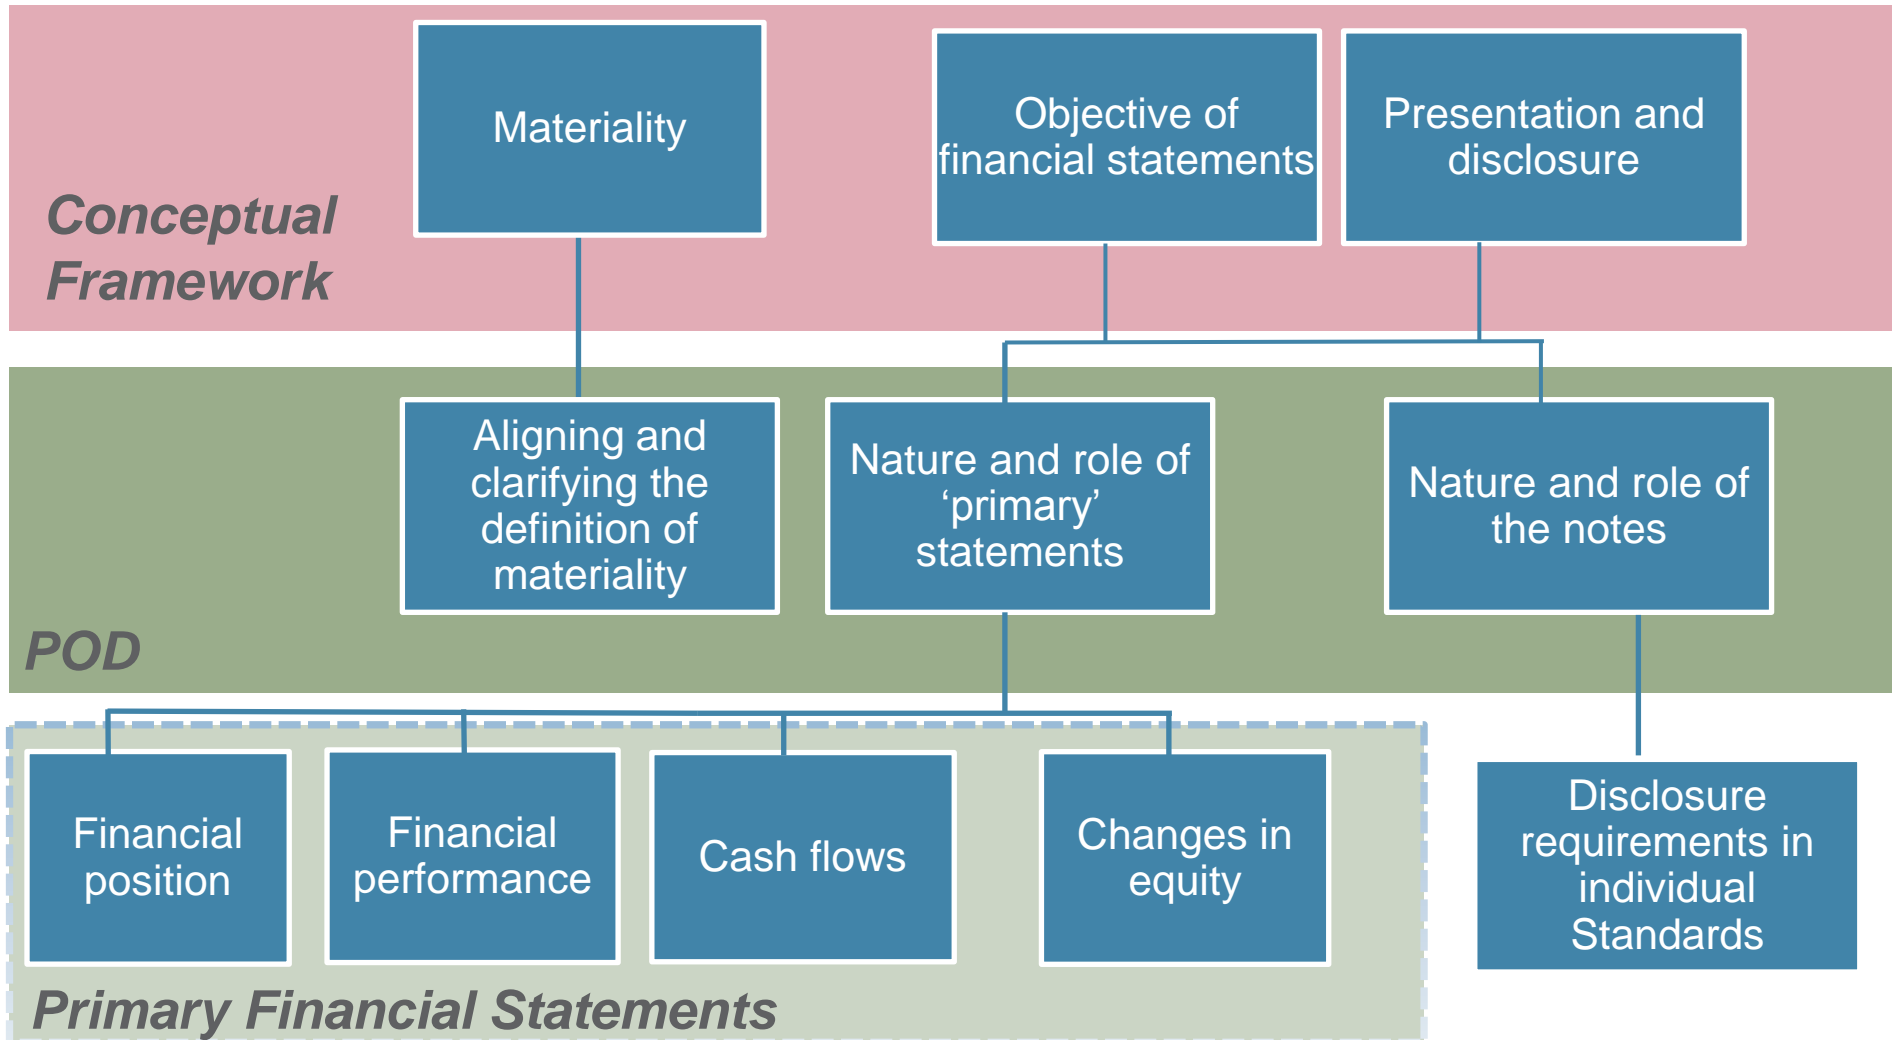 Materiality
Objective of
financial statements
Presentation and
disclosure
Conceptual
Framework
Aligning and
clarifying the
definition of
materiality
Nature and role of
‘primary’
statements
Nature and role of
the notes
POD
Financial
position
Financial
performance
Cash flows
Changes in
equity
Disclosure
requirements in
individual
Standards
Primary Financial Statements